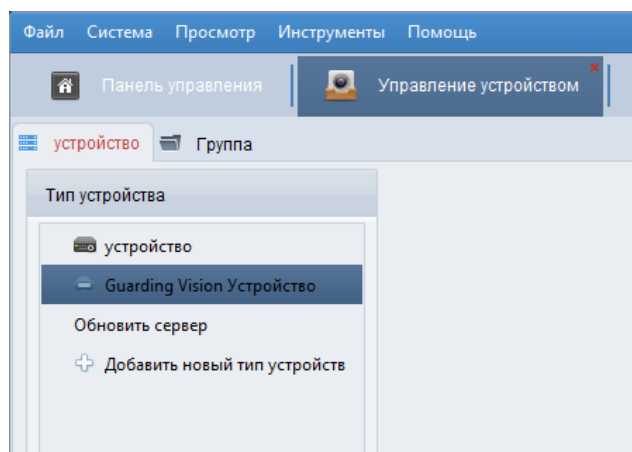 Файл Система Просмотр Инструменты Помощь
Панель управления Управление устройством
устройство Группа
Тип устройства
устройство
Guarding Vision Устройство
Обновить сервер
Добавить новый тип устройств